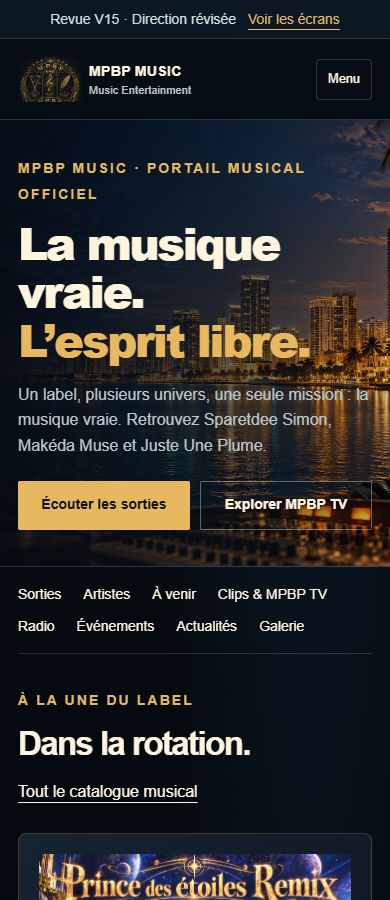 Revue V15 · Direction révisée Voir les écrans
MPBP
MPBP MUSIC
Music Entertainment
Menu
MPBP MUSIC · PORTAIL MUSICAL
OFFICIEL
La musique
vraie.
L’esprit libre.
Un label, plusieurs univers, une seule mission : la
musique vraie. Retrouvez Sparetdee Simon,
Makéda Muse et Juste Une Plume.
Écouter les sorties Explorer MPBP TV
Sorties Artistes À venir Clips & MPBP TV
Radio Événements Actualités Galerie
À LA UNE DU LABEL
Dans la rotation.
Tout le catalogue musical
Prince des étoiles Remix